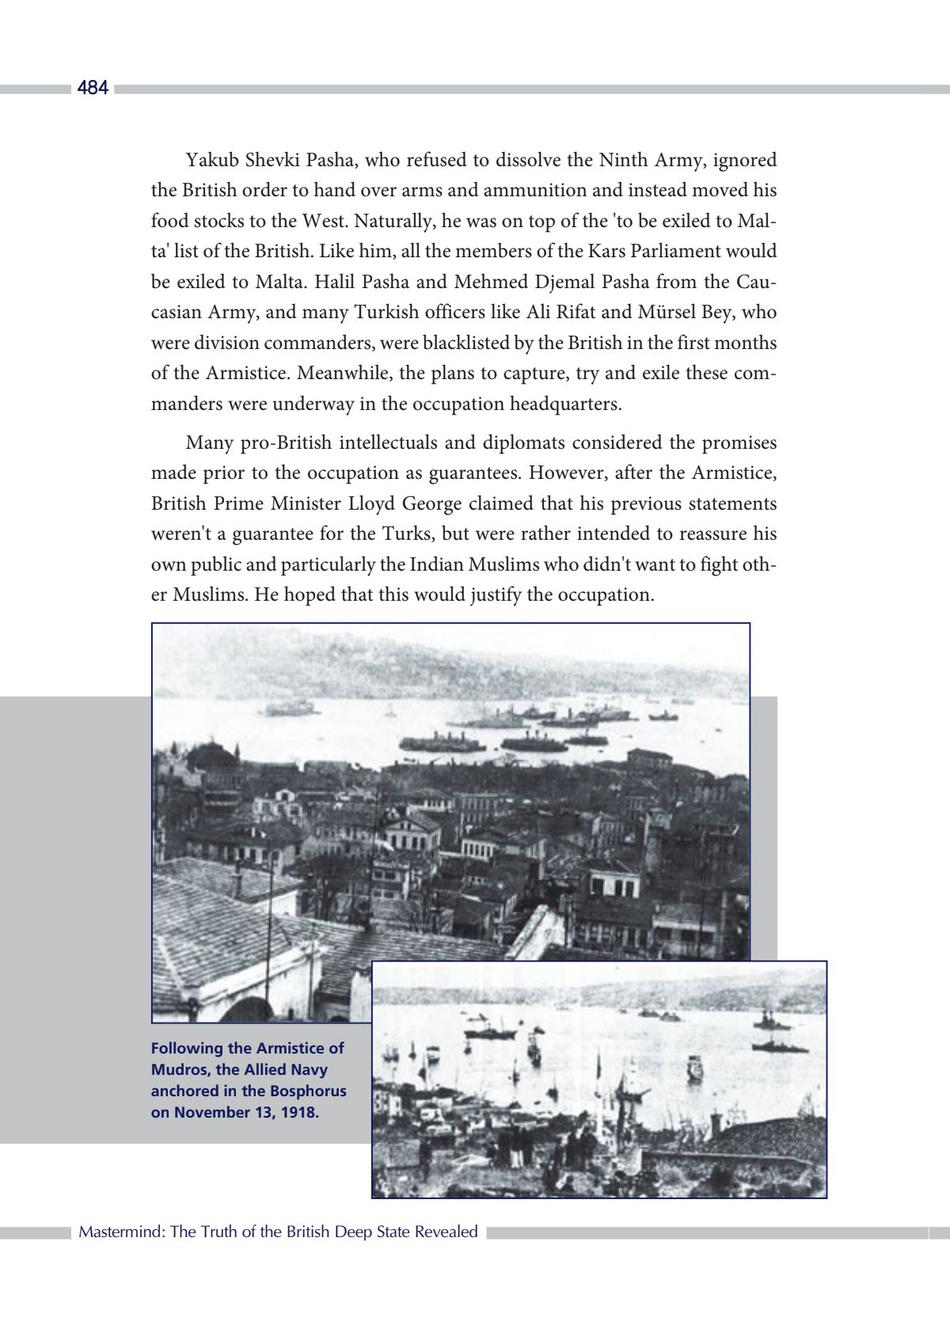 484
Yakub Shevki Pasha, who refused to dissolve the Ninth Army, ignored
the British order to hand over arms and ammunition and instead moved his
food stocks to the West. Naturally, he was on top of the 'to be exiled to Mal-
ta' list of the British. Like him, all the members of the Kars Parliament would
be exiled to Malta. Halil Pasha and Mehmed Djemal Pasha from the Cau-
casian Army, and many Turkish officers like Ali Rifat and Mürsel Bey, who
were division commanders, were blacklisted by the British in the first months
of the Armistice. Meanwhile, the plans to capture, try and exile these com-
manders were underway in the occupation headquarters.
Many pro-British intellectuals and diplomats considered the promises
made prior to the occupation as guarantees. However, after the Armistice,
British Prime Minister Lloyd George claimed that his previous statements
weren't a guarantee for the Turks, but were rather intended to reassure his
own public and particularly the Indian Muslims who didn't want to fight oth-
er Muslims. He hoped that this would justify the occupation.
Following the Armistice of
Mudros, the Allied Navy
anchored in the Bosphorus
on November 13, 1918.
Mastermind: The Truth of the British Deep State Revealed